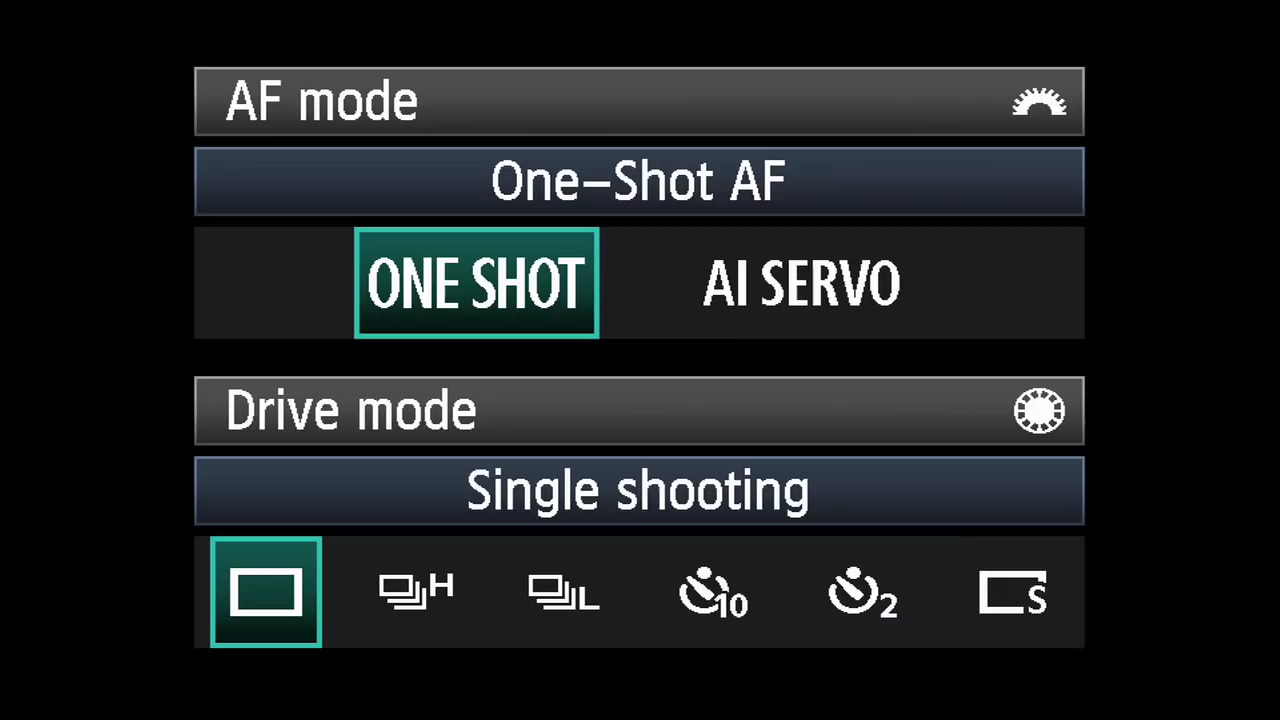 AF mode
One-Shot AF
ONE SHOT AI SERVO
Drive mode
Single shooting
H L 10 2 S